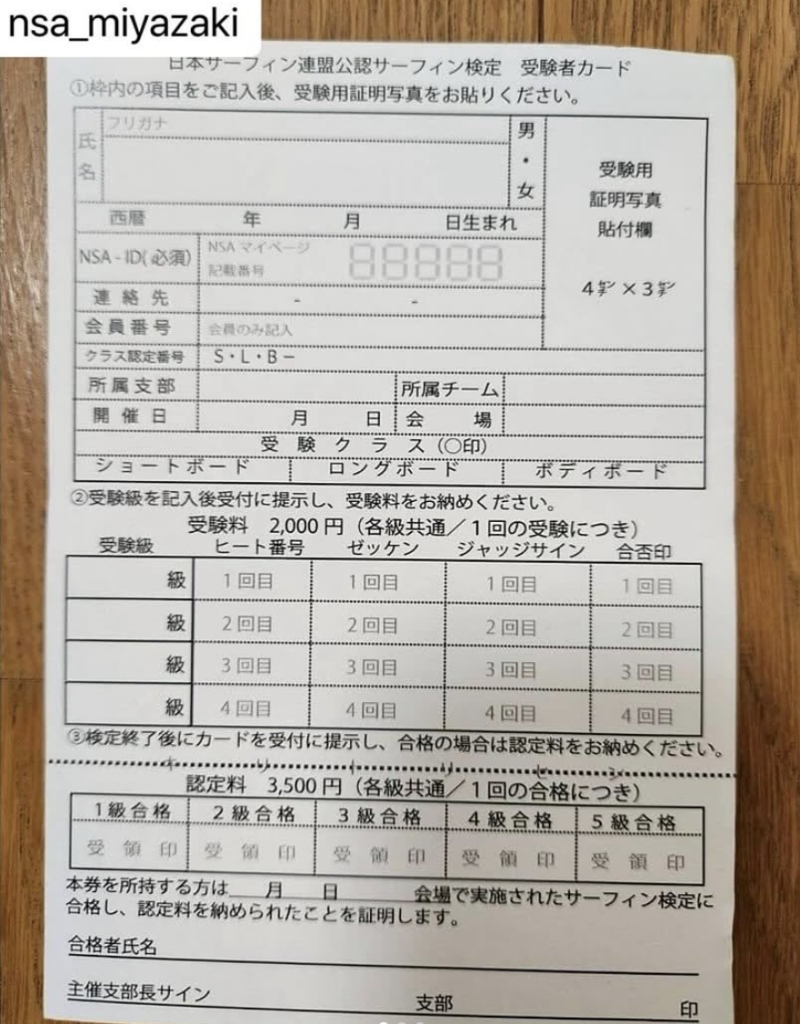 nsa_miyazaki
日本サーフィン連盟公認サーフィン検定 受験者カード
①枠内の項目をご記入後、受験用証明写真をお貼りください。
氏名
フリガナ
男・女
受験用
証明写真
貼付欄
4㌢×3㌢
西暦 年 月 日生まれ
NSA-ID(必須)
NSA マイページ
記載番号
88888
連絡先 - -
会員番号 会員のみ記入
クラス認定番号 S・L・B－
所属支部 所属チーム
開催日 月 日 会場
受験クラス(○印)
ショートボード ロングボード ボディボード
②受験級を記入後受付に提示し、受験料をお納めください。
受験料 2,000円(各級共通／1回の受験につき)
受験級 ヒート番号 ゼッケン ジャッジサイン 合否印
級 1回目 1回目 1回目 1回目
級 2回目 2回目 2回目 2回目
級 3回目 3回目 3回目 3回目
級 4回目 4回目 4回目 4回目
③検定終了後にカードを受付に提示し、合格の場合は認定料をお納めください。
認定料 3,500円(各級共通／1回の合格につき)
1級合格 2級合格 3級合格 4級合格 5級合格
受領印 受領印 受領印 受領印 受領印
本券を所持する方は 月 日 会場で実施されたサーフィン検定に
合格し、認定料を納められたことを証明します。
合格者氏名
主催支部長サイン 支部 印